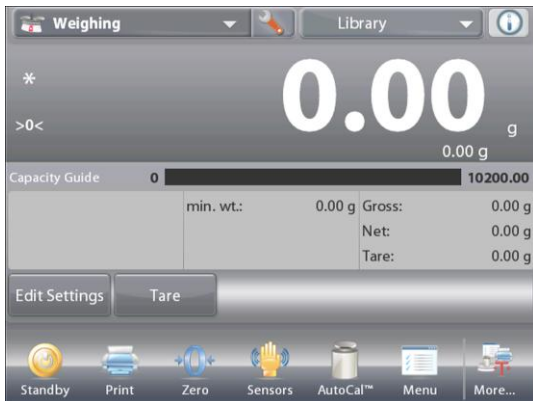 Weighing Library
*
0.00 g
>0<
0.00 g
Capacity Guide 0 10200.00
min. wt.: 0.00 g Gross: 0.00 g
Net: 0.00 g
Tare: 0.00 g
Edit Settings Tare
Standby Print Zero Sensors AutoCal™ Menu More...